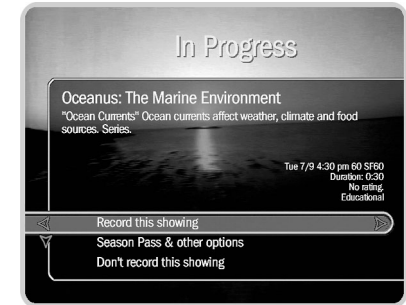 In Progress
Oceanus: The Marine Environment
"Ocean Currents" Ocean currents affect weather, climate and food
sources. Series.
Tue 7/9 4:30 pm 60 SF60
Duration: 0:30
No rating.
Educational
Record this showing
Season Pass & other options
Don't record this showing